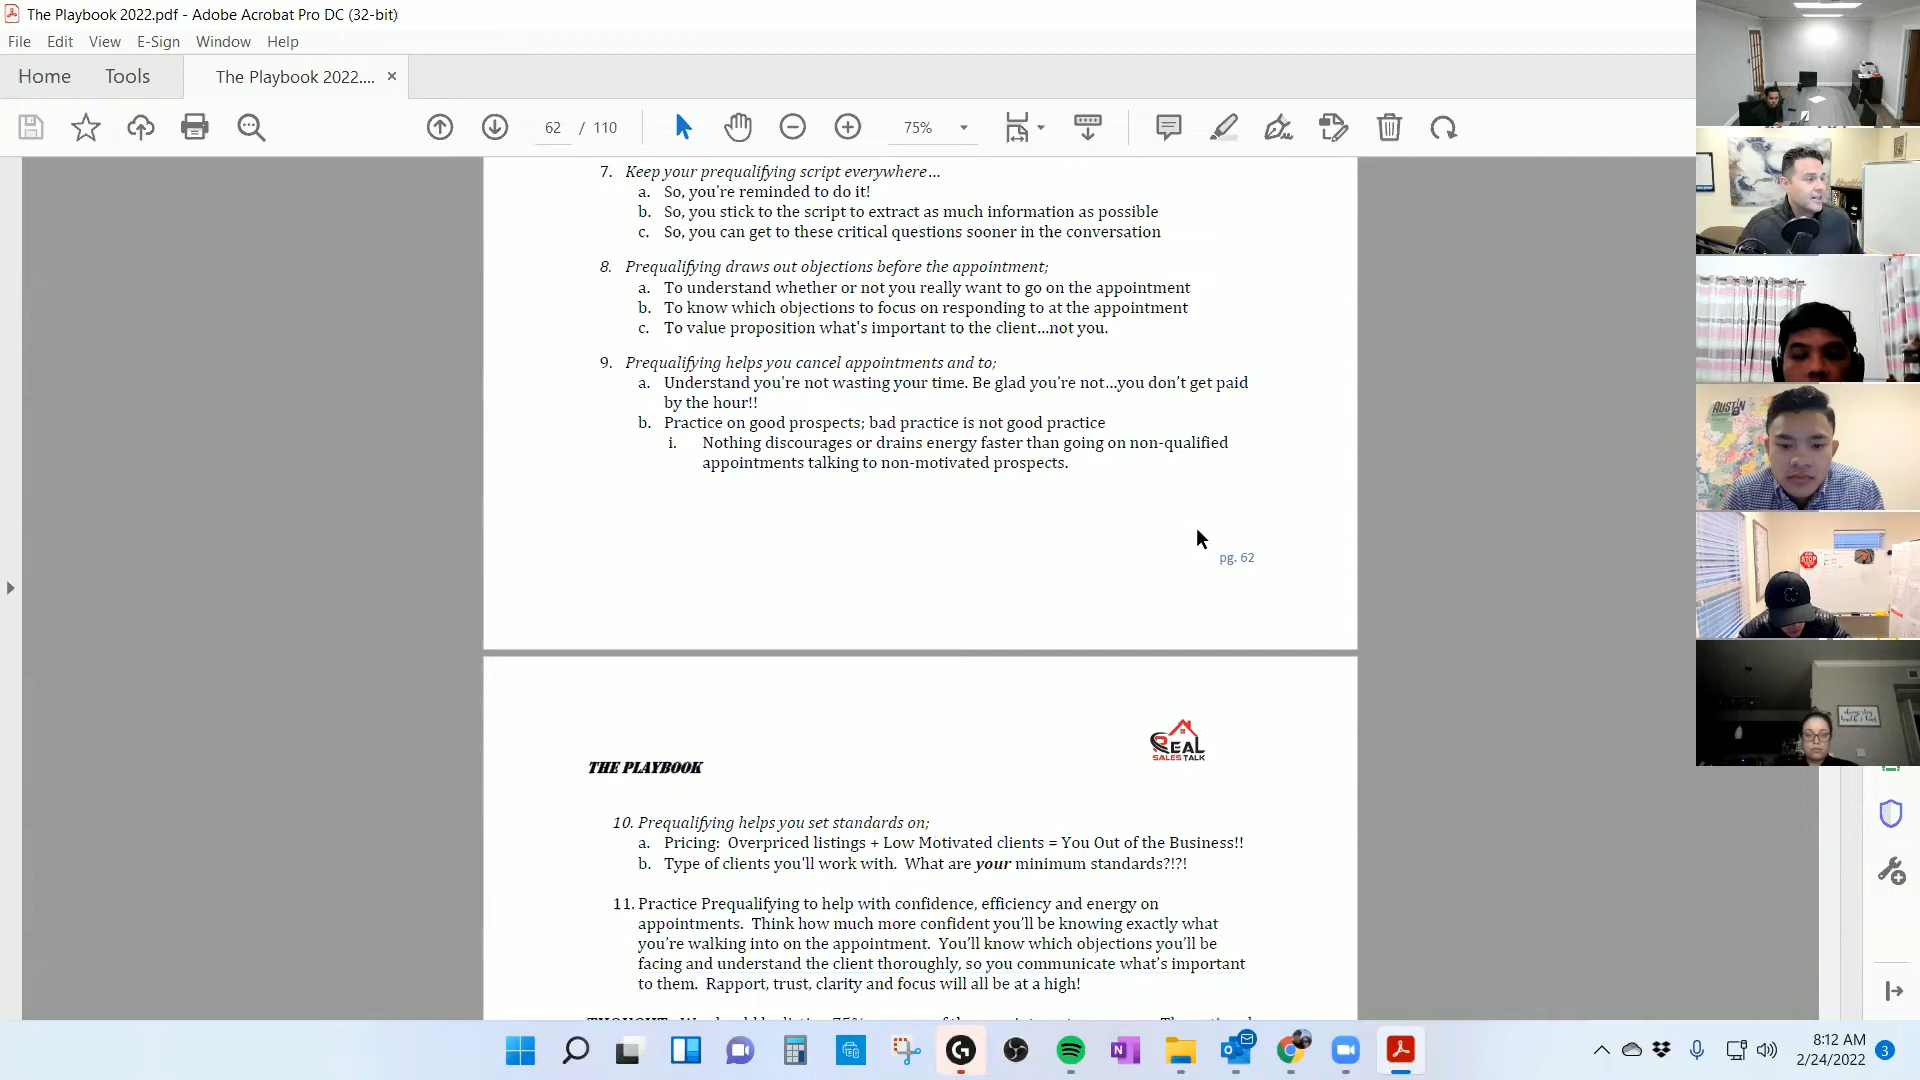 The Playbook 2022.pdf - Adobe Acrobat Pro DC (32-bit)
File Edit View E-Sign Window Help
Home Tools The Playbook 2022.... ×
62 / 110 75%
7. Keep your prequalifying script everywhere…
a. So, you're reminded to do it!
b. So, you stick to the script to extract as much information as possible
c. So, you can get to these critical questions sooner in the conversation
8. Prequalifying draws out objections before the appointment;
a. To understand whether or not you really want to go on the appointment
b. To know which objections to focus on responding to at the appointment
c. To value proposition what's important to the client…not you.
9. Prequalifying helps you cancel appointments and to;
a. Understand you're not wasting your time. Be glad you're not…you don't get paid
by the hour!!
b. Practice on good prospects; bad practice is not good practice
i. Nothing discourages or drains energy faster than going on non-qualified
appointments talking to non-motivated prospects.
pg. 62
REAL
SALES TALK
THE PLAYBOOK
10. Prequalifying helps you set standards on;
a. Pricing: Overpriced listings + Low Motivated clients = You Out of the Business!!
b. Type of clients you'll work with. What are your minimum standards?!?!
11. Practice Prequalifying to help with confidence, efficiency and energy on
appointments. Think how much more confident you'll be knowing exactly what
you're walking into on the appointment. You'll know which objections you'll be
facing and understand the client thoroughly, so you communicate what's important
to them. Rapport, trust, clarity and focus will all be at a high!
AUSTIN
STOP
8:12 AM
2/24/2022
3